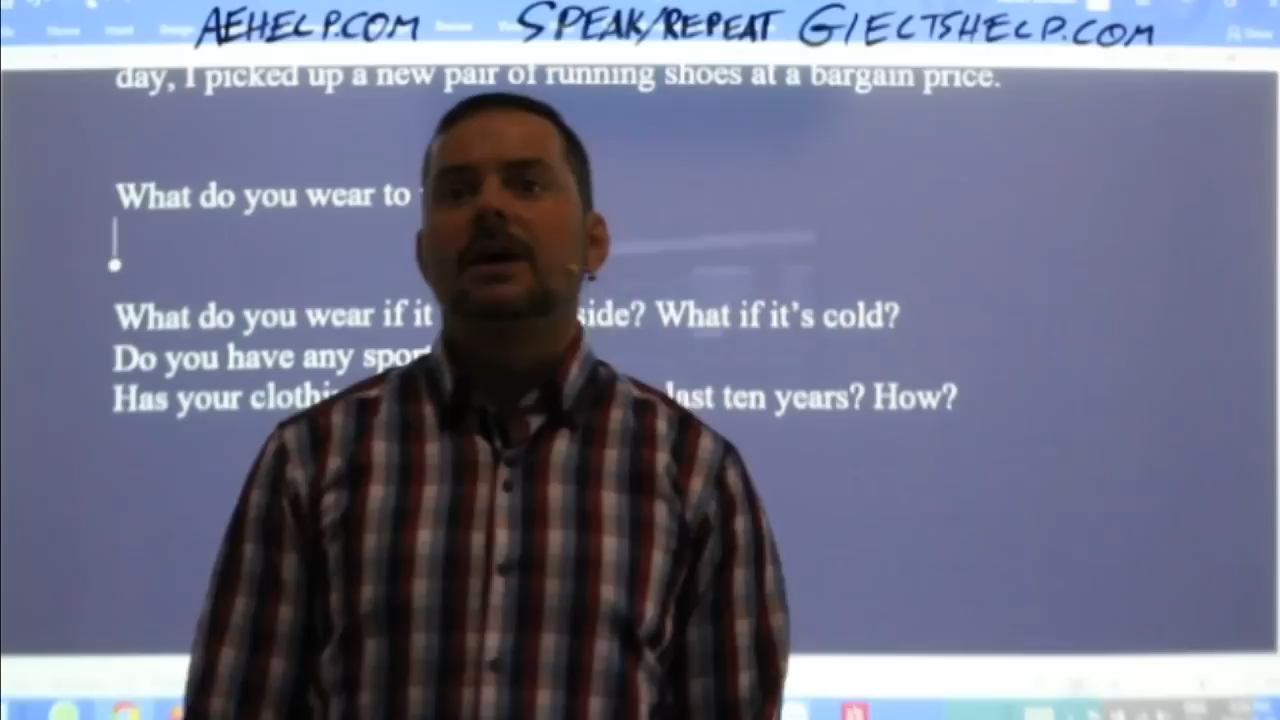 AEHELP.COM SPEAK/REPEAT GIELTSHELP.COM
day, I picked up a new pair of running shoes at a bargain price.
What do you wear to
What do you wear if it side? What if it's cold?
Do you have any spor
Has your clothi last ten years? How?